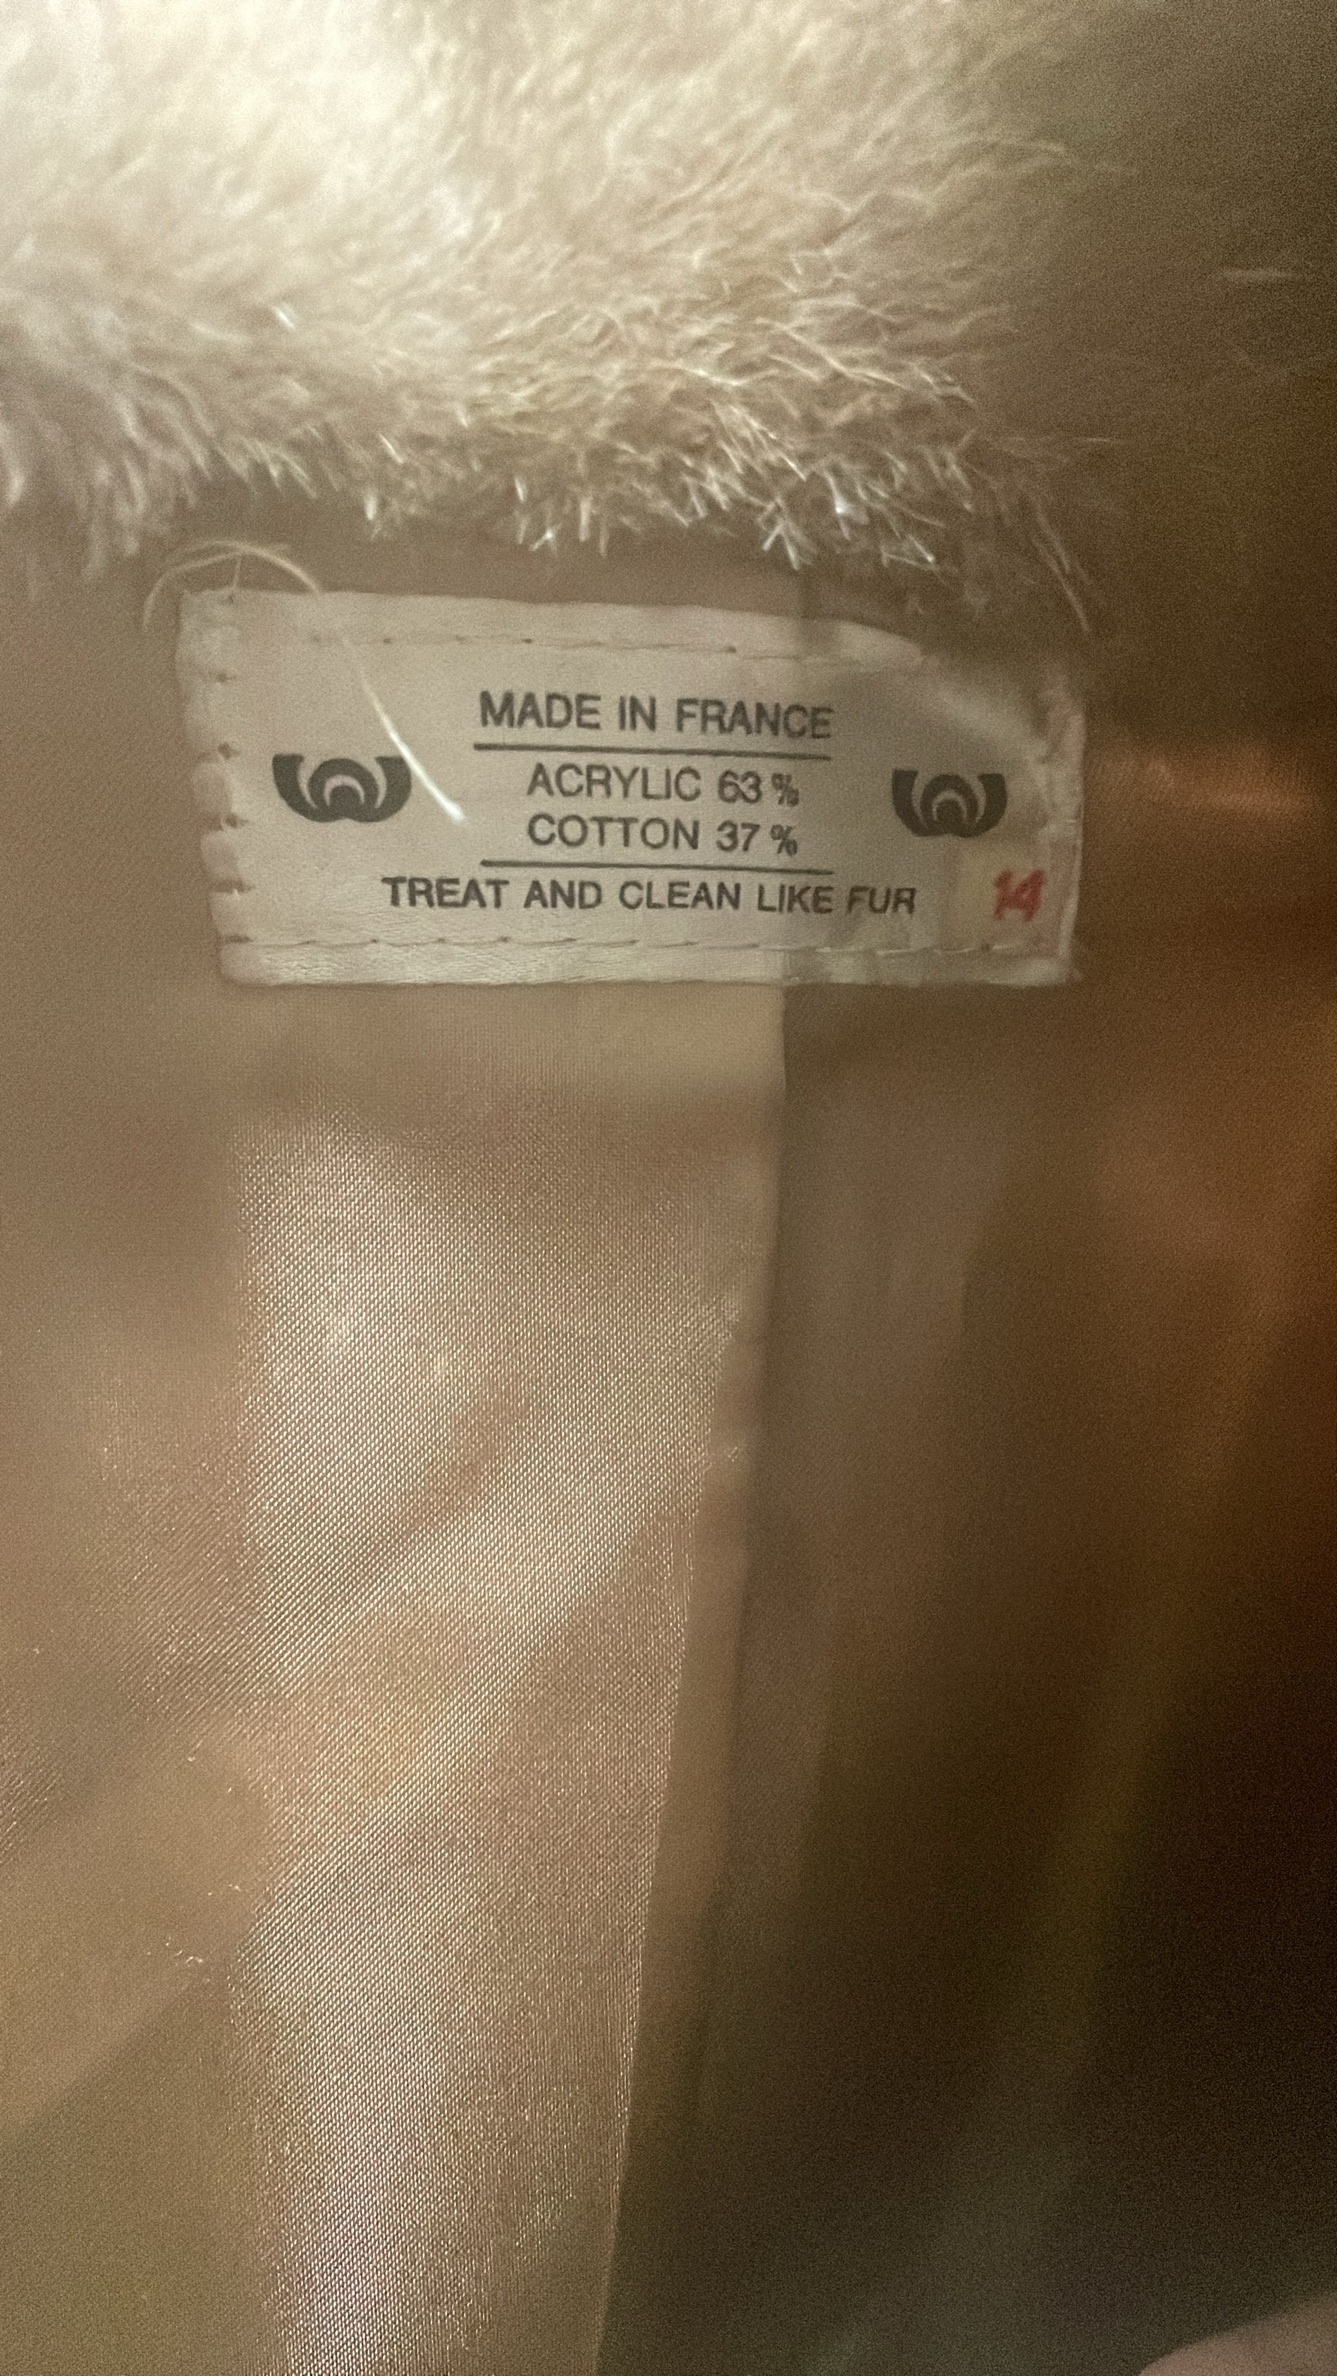 MADE IN FRANCE
ACRYLIC 63 %
COTTON 37 %
TREAT AND CLEAN LIKE FUR
14